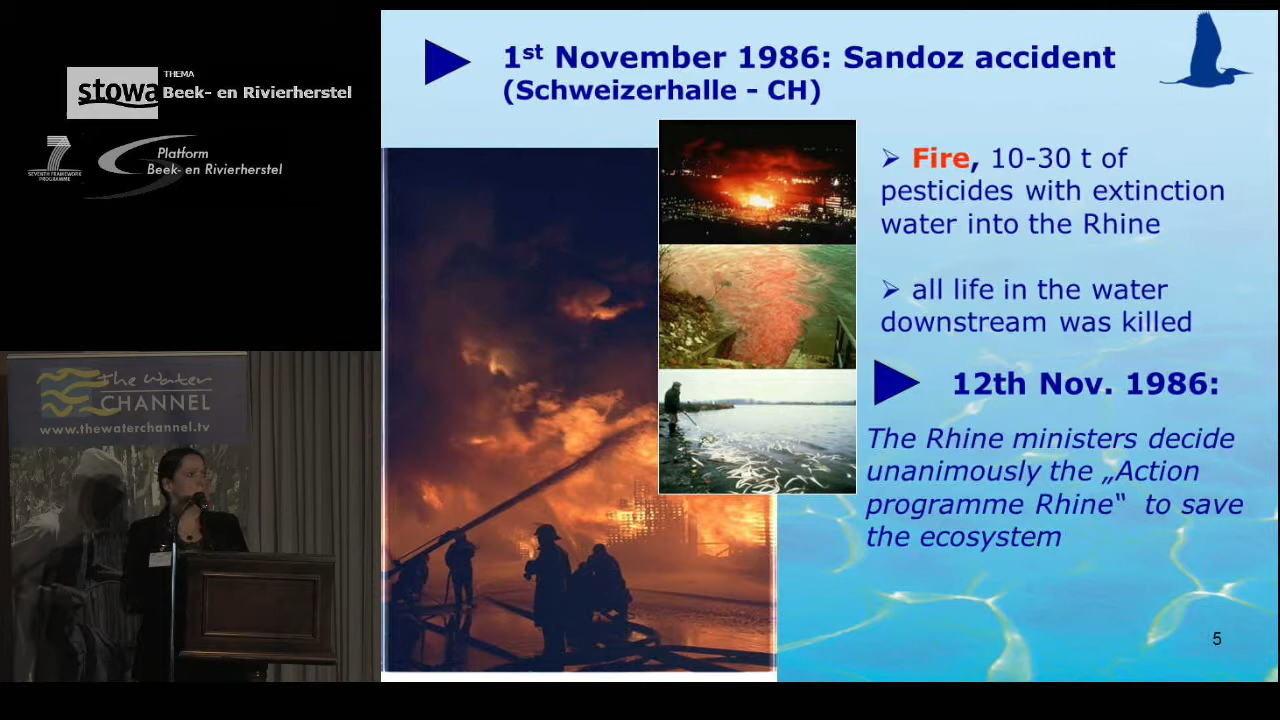 stowa
THEMA
Beek- en Rivierherstel
SEVENTH FRAMEWORK
PROGRAMME
Platform
Beek- en Rivierherstel
The Water
CHANNEL
www.thewaterchannel.tv
1st November 1986: Sandoz accident
(Schweizerhalle - CH)
➢ Fire, 10-30 t of
pesticides with extinction
water into the Rhine
➢ all life in the water
downstream was killed
12th Nov. 1986:
The Rhine ministers decide
unanimously the „Action
programme Rhine“ to save
the ecosystem
5